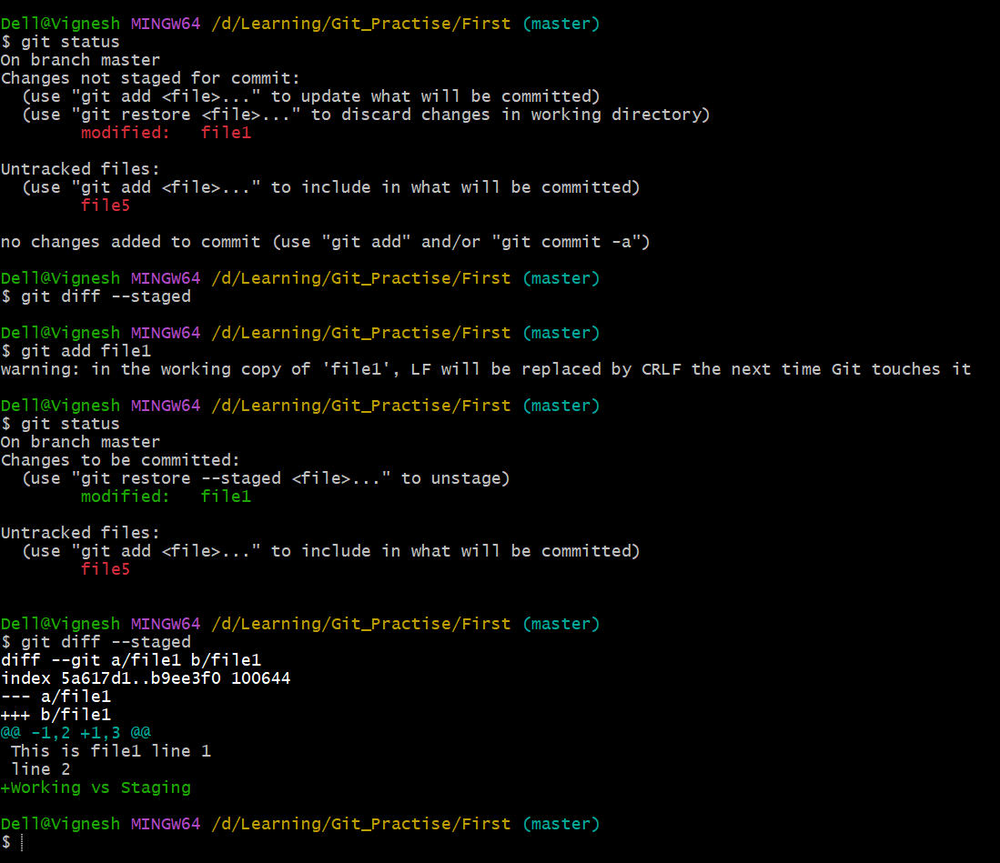 Dell@Vignesh MINGW64 /d/Learning/Git_Practise/First (master)
$ git status
On branch master
Changes not staged for commit:
  (use "git add <file>..." to update what will be committed)
  (use "git restore <file>..." to discard changes in working directory)
        modified:   file1

Untracked files:
  (use "git add <file>..." to include in what will be committed)
        file5

no changes added to commit (use "git add" and/or "git commit -a")

Dell@Vignesh MINGW64 /d/Learning/Git_Practise/First (master)
$ git diff --staged

Dell@Vignesh MINGW64 /d/Learning/Git_Practise/First (master)
$ git add file1
warning: in the working copy of 'file1', LF will be replaced by CRLF the next time Git touches it

Dell@Vignesh MINGW64 /d/Learning/Git_Practise/First (master)
$ git status
On branch master
Changes to be committed:
  (use "git restore --staged <file>..." to unstage)
        modified:   file1

Untracked files:
  (use "git add <file>..." to include in what will be committed)
        file5


Dell@Vignesh MINGW64 /d/Learning/Git_Practise/First (master)
$ git diff --staged
diff --git a/file1 b/file1
index 5a617d1..b9ee3f0 100644
--- a/file1
+++ b/file1
@@ -1,2 +1,3 @@
 This is file1 line 1
 line 2
+Working vs Staging

Dell@Vignesh MINGW64 /d/Learning/Git_Practise/First (master)
$